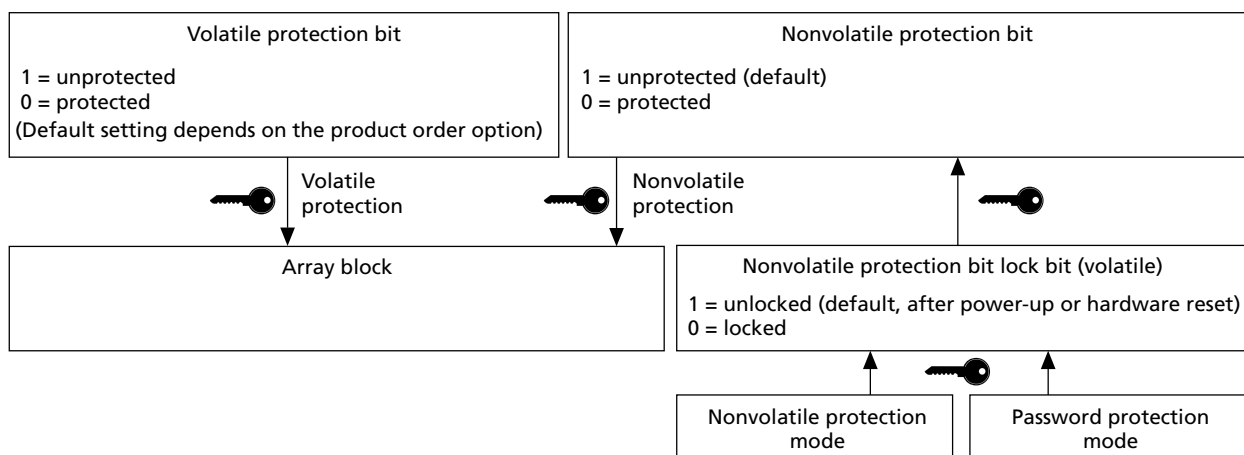 Volatile protection bit
1 = unprotected
0 = protected
(Default setting depends on the product order option)
Nonvolatile protection bit
1 = unprotected (default)
0 = protected
Volatile
protection
Nonvolatile
protection
Array block
Nonvolatile protection bit lock bit (volatile)
1 = unlocked (default, after power-up or hardware reset)
0 = locked
Nonvolatile protection
mode
Password protection
mode